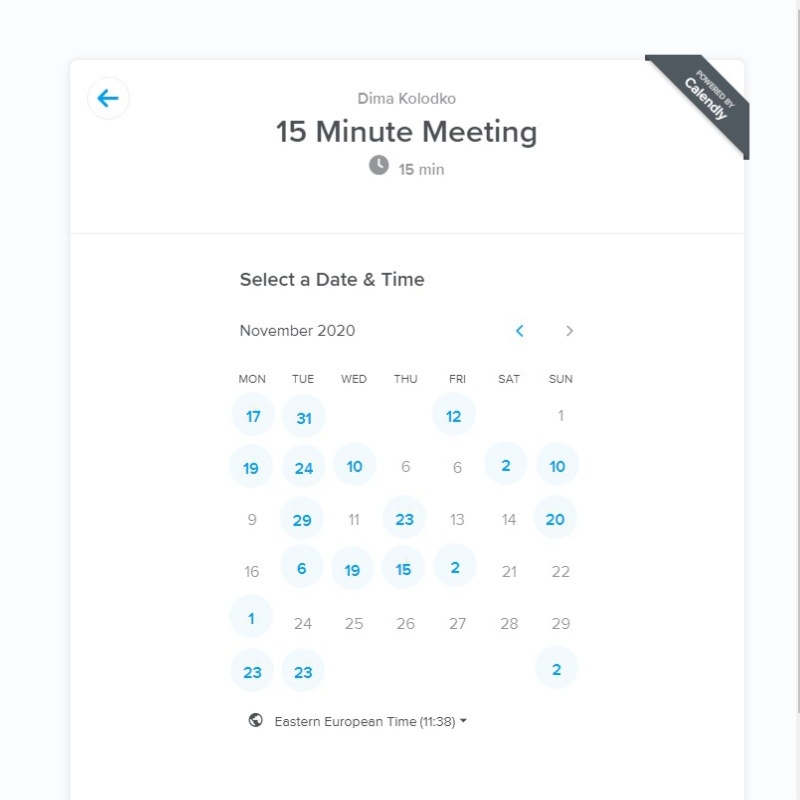 POWERED BY
Calendly
Dima Kolodko
15 Minute Meeting
15 min
Select a Date & Time
November 2020
MON TUE WED THU FRI SAT SUN
17 31 12 1
19 24 10 6 6 2 10
9 29 11 23 13 14 20
16 6 19 15 2 21 22
1 24 25 26 27 28 29
23 23 2
Eastern European Time (11:38)